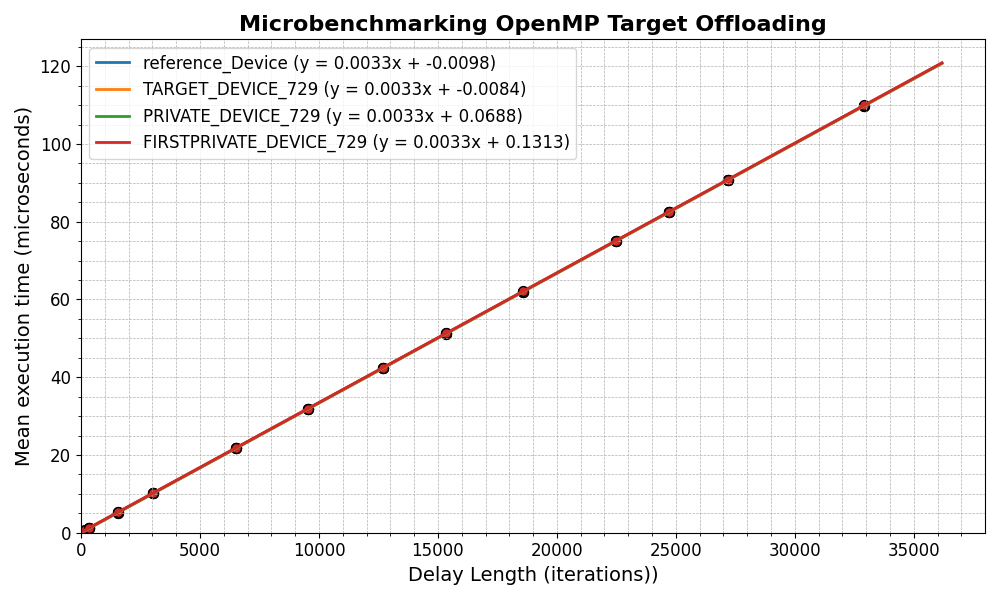 Microbenchmarking OpenMP Target Offloading
reference_Device (y = 0.0033x + -0.0098)
TARGET_DEVICE_729 (y = 0.0033x + -0.0084)
PRIVATE_DEVICE_729 (y = 0.0033x + 0.0688)
FIRSTPRIVATE_DEVICE_729 (y = 0.0033x + 0.1313)
Mean execution time (microseconds)
120
100
80
60
40
20
0
0 5000 10000 15000 20000 25000 30000 35000
Delay Length (iterations))